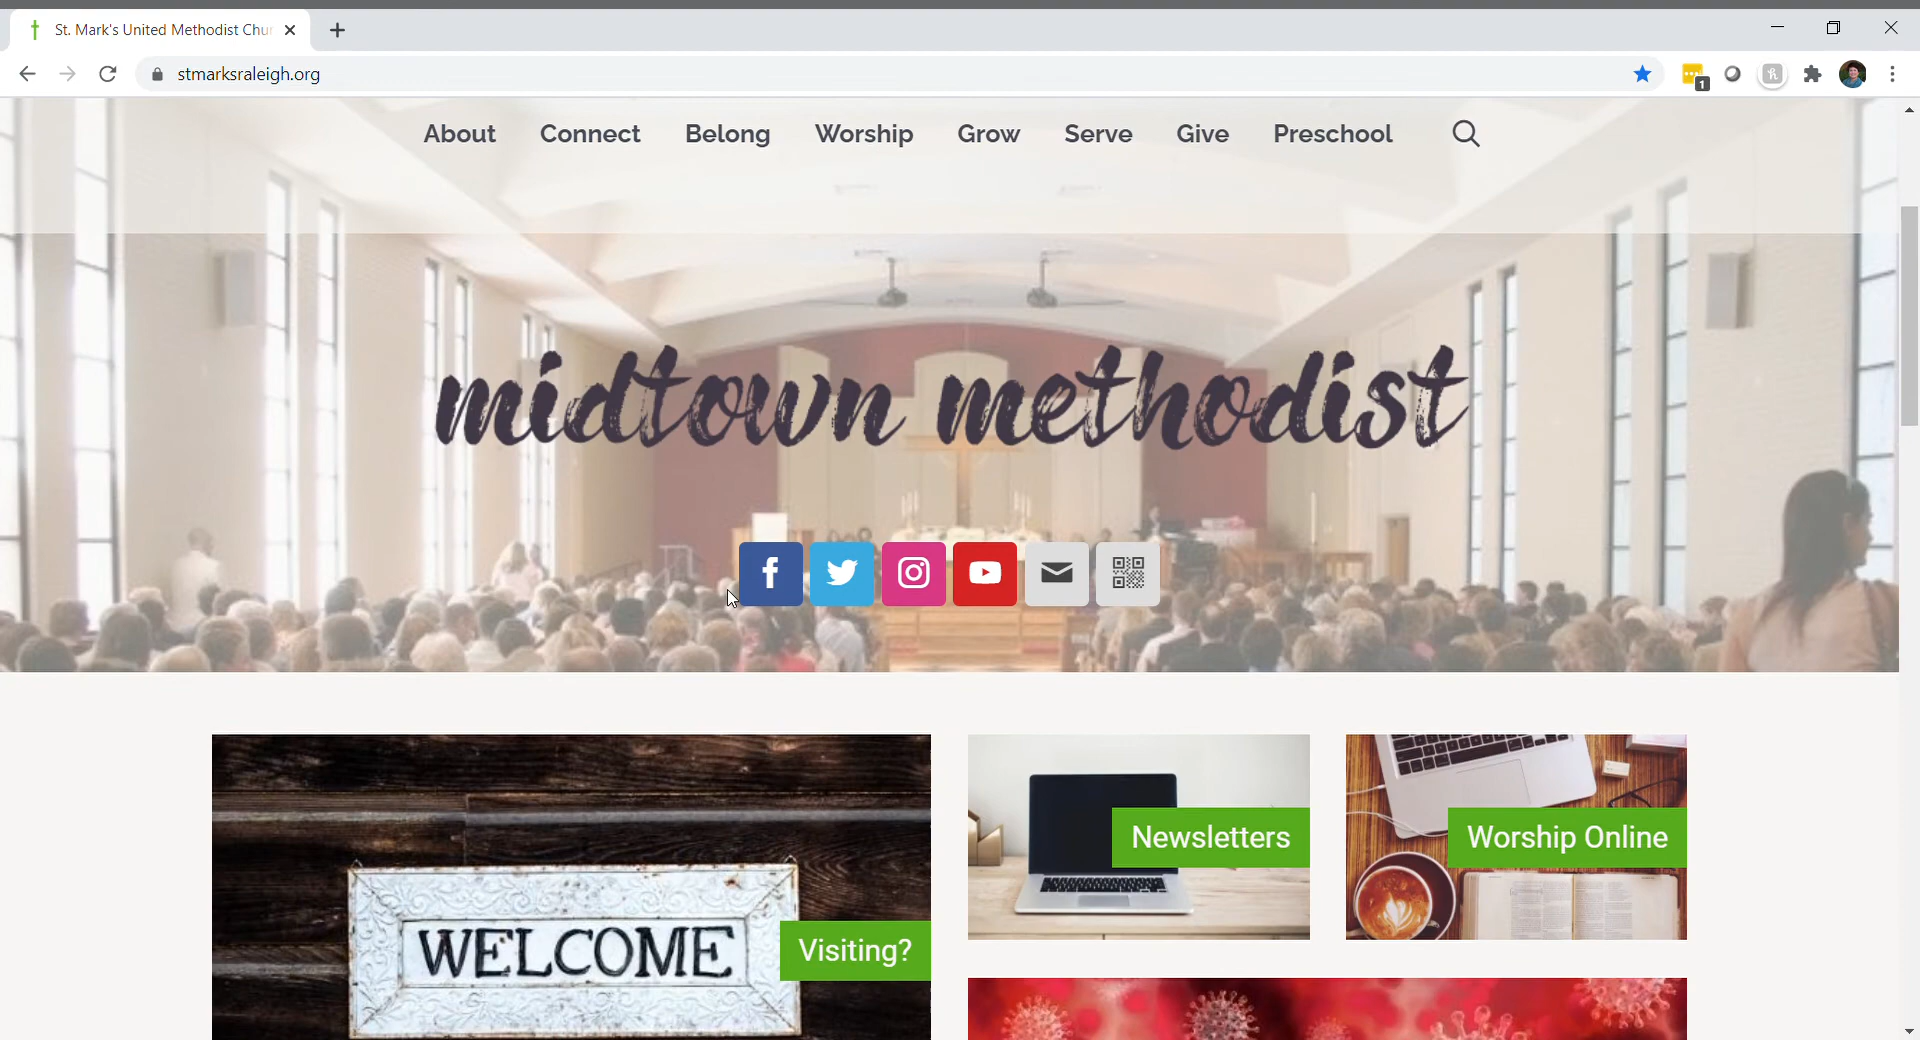 St. Mark's United Methodist Chur
stmarksraleigh.org
1
About Connect Belong Worship Grow Serve Give Preschool
midtown methodist
Newsletters
Worship Online
WELCOME
Visiting?